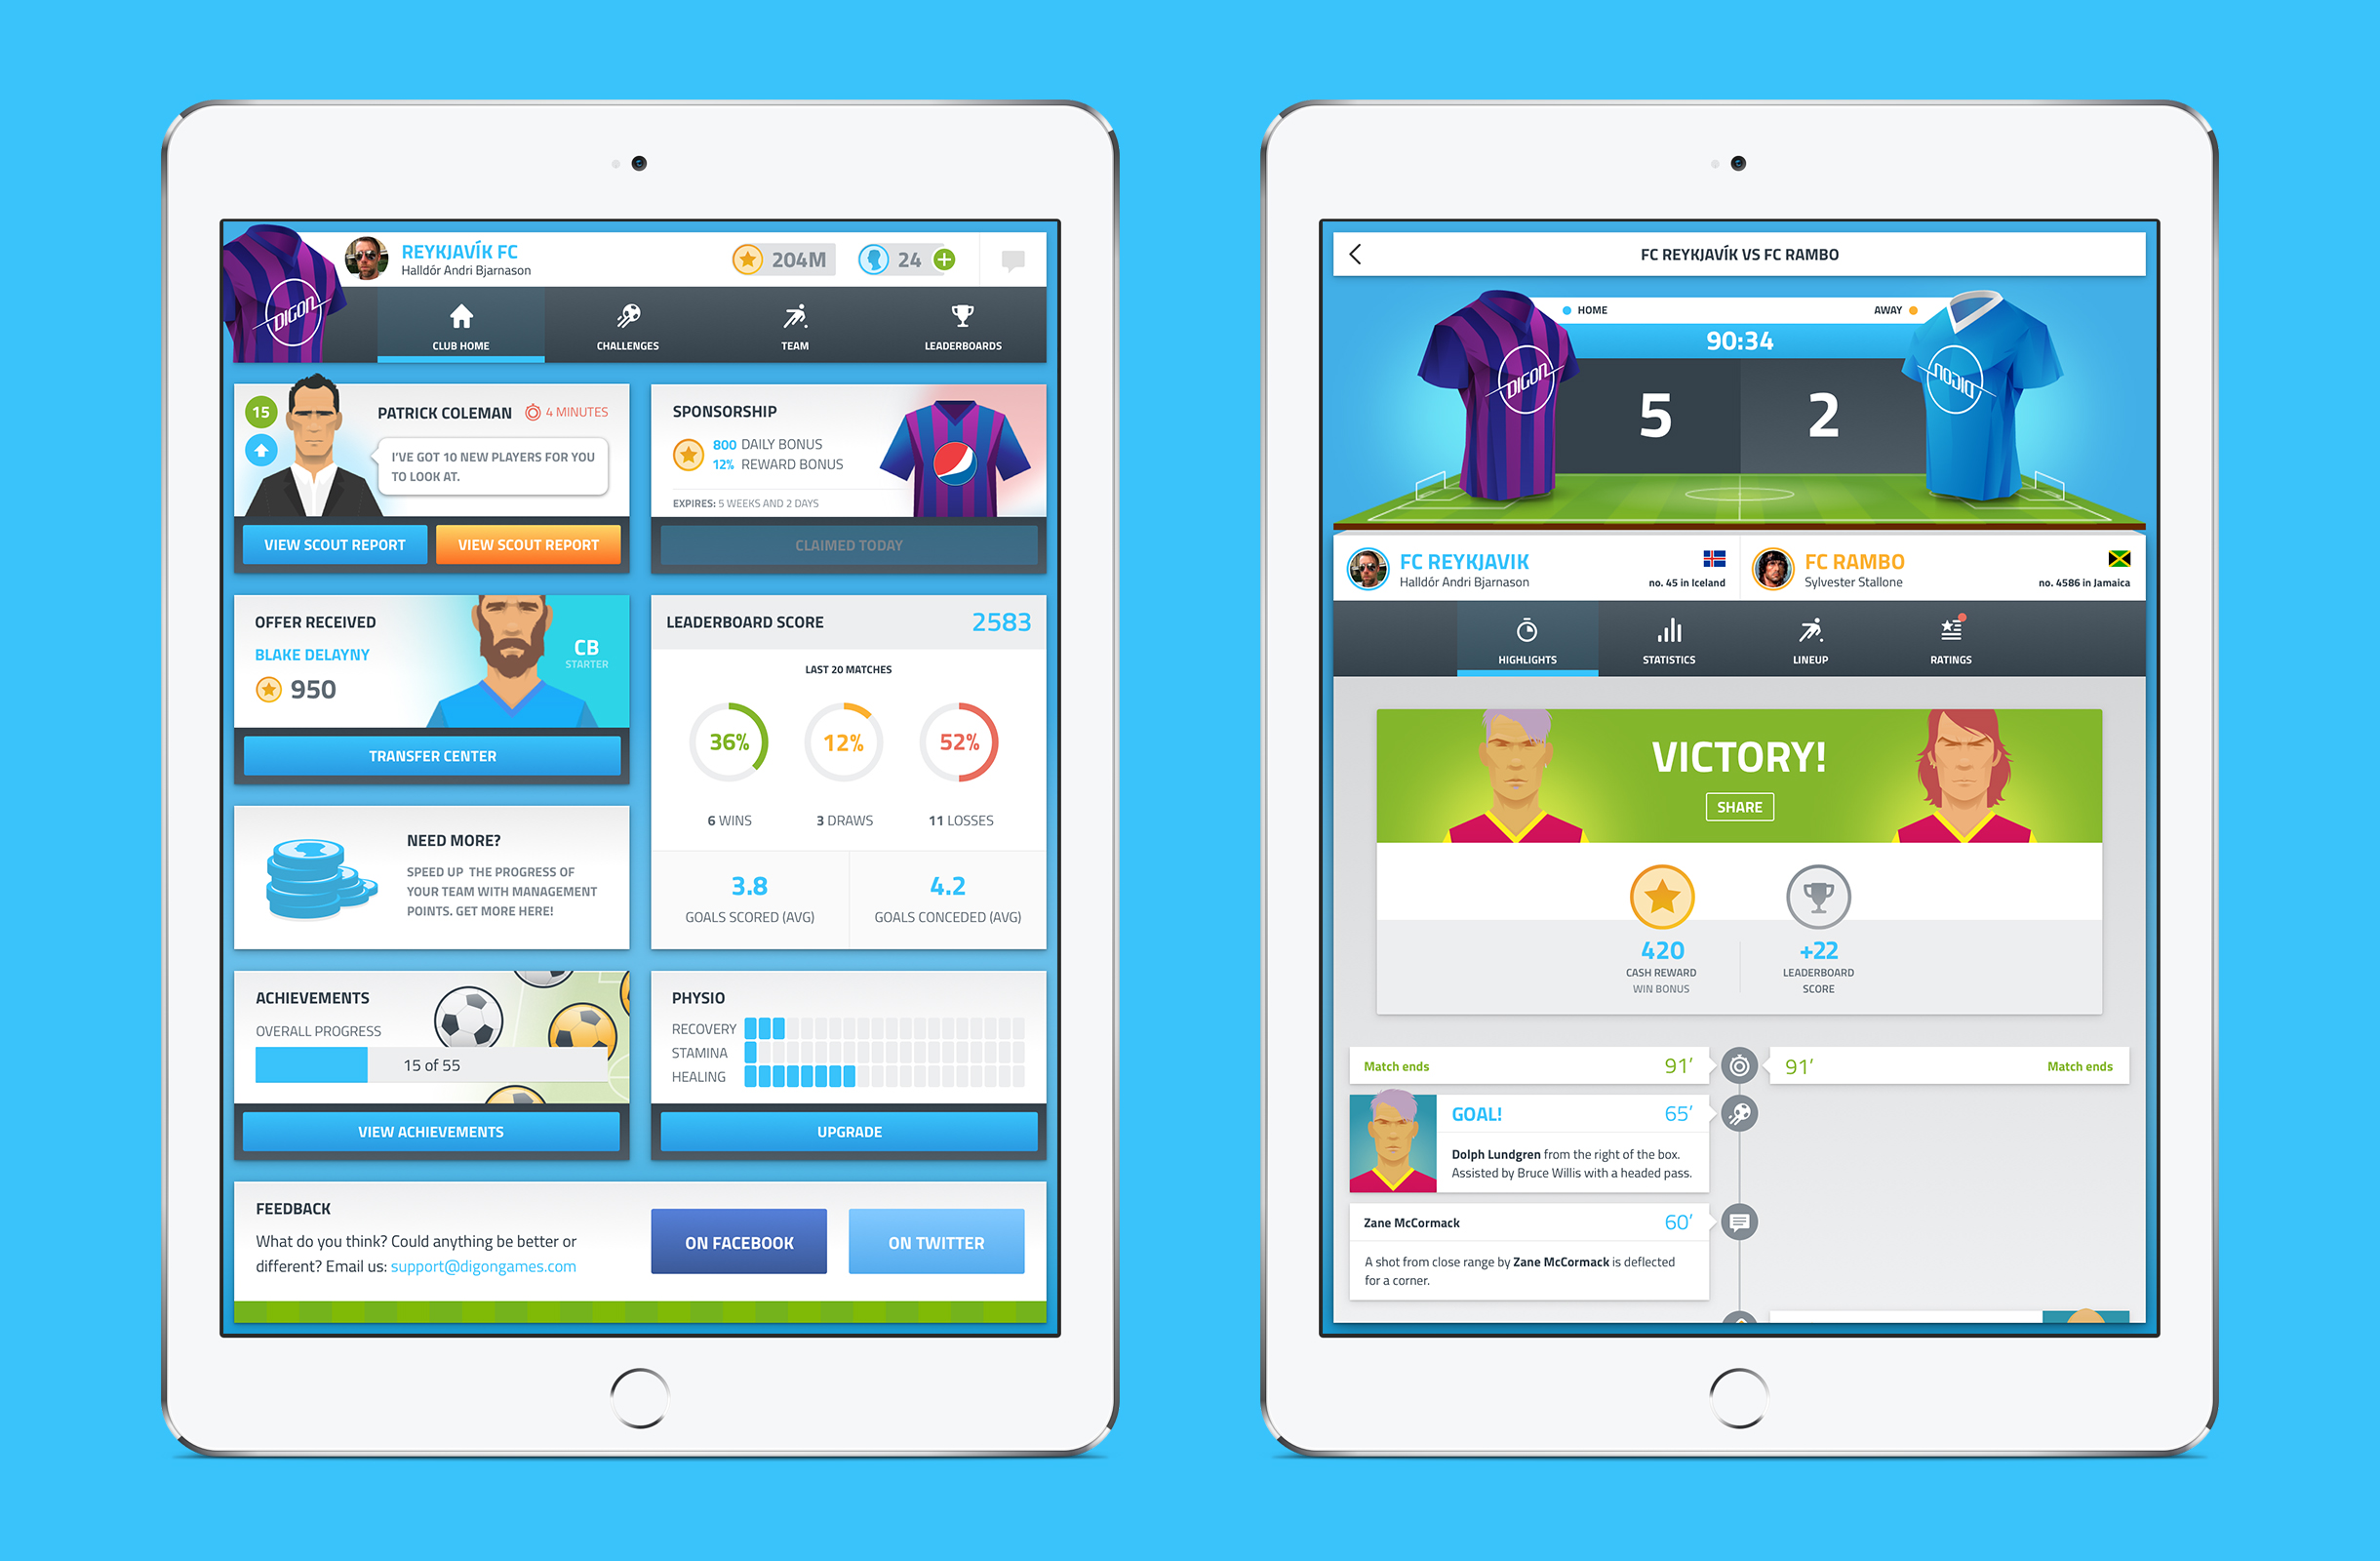 REYKJAVÍK FC
Halldór Andri Bjarnason
204M
24
DIGON
CLUB HOME
CHALLENGES
TEAM
LEADERBOARDS
15
PATRICK COLEMAN
4 MINUTES
I'VE GOT 10 NEW PLAYERS FOR YOU
TO LOOK AT.
VIEW SCOUT REPORT
VIEW SCOUT REPORT
SPONSORSHIP
800 DAILY BONUS
12% REWARD BONUS
EXPIRES: 5 WEEKS AND 2 DAYS
CLAIMED TODAY
OFFER RECEIVED
BLAKE DELAYNY
950
CB
STARTER
TRANSFER CENTER
LEADERBOARD SCORE
2583
LAST 20 MATCHES
36%
12%
52%
6 WINS
3 DRAWS
11 LOSSES
3.8
GOALS SCORED (AVG)
4.2
GOALS CONCEDED (AVG)
NEED MORE?
SPEED UP THE PROGRESS OF
YOUR TEAM WITH MANAGEMENT
POINTS. GET MORE HERE!
ACHIEVEMENTS
OVERALL PROGRESS
15 of 55
VIEW ACHIEVEMENTS
PHYSIO
RECOVERY
STAMINA
HEALING
UPGRADE
FEEDBACK
What do you think? Could anything be better or
different? Email us: support@digongames.com
ON FACEBOOK
ON TWITTER
FC REYKJAVÍK VS FC RAMBO
HOME
AWAY
90:34
DIGON
5
2
DIGON
FC REYKJAVIK
Halldór Andri Bjarnason
no. 45 in Iceland
FC RAMBO
Sylvester Stallone
no. 4586 in Jamaica
HIGHLIGHTS
STATISTICS
LINEUP
RATINGS
VICTORY!
SHARE
420
CASH REWARD
WIN BONUS
+22
LEADERBOARD
SCORE
Match ends
91'
91'
Match ends
GOAL!
65'
Dolph Lundgren from the right of the box.
Assisted by Bruce Willis with a headed pass.
Zane McCormack
60'
A shot from close range by Zane McCormack is deflected
for a corner.